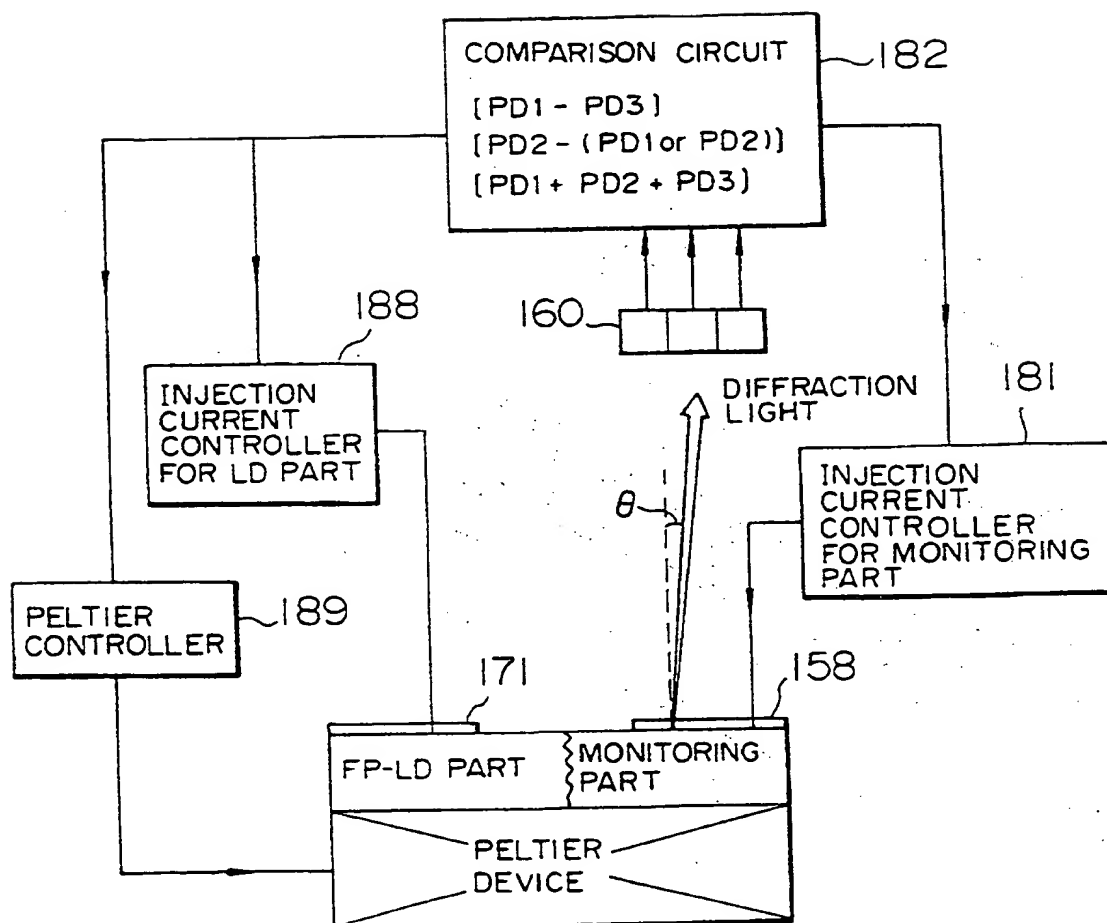 COMPARISON CIRCUIT
[PD1 - PD3]
[PD2 - (PD1 or PD2)]
[PD1 + PD2 + PD3]
182
160
188
INJECTION
CURRENT
CONTROLLER
FOR LD PART
DIFFRACTION
LIGHT
181
INJECTION
CURRENT
CONTROLLER
FOR MONITORING
PART
θ
PELTIER
CONTROLLER
189
171
158
FP-LD PART
MONITORING
PART
PELTIER
DEVICE